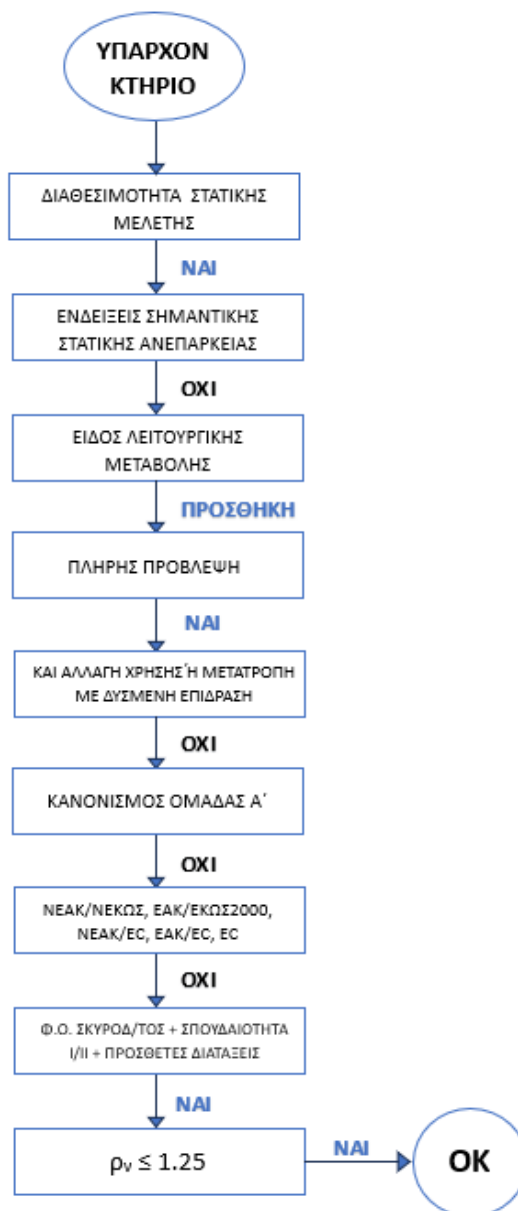 ΥΠΑΡΧΟΝ
ΚΤΗΡΙΟ
ΔΙΑΘΕΣΙΜΟΤΗΤΑ ΣΤΑΤΙΚΗΣ
ΜΕΛΕΤΗΣ
ΝΑΙ
ΕΝΔΕΙΞΕΙΣ ΣΗΜΑΝΤΙΚΗΣ
ΣΤΑΤΙΚΗΣ ΑΝΕΠΑΡΚΕΙΑΣ
ΟΧΙ
ΕΙΔΟΣ ΛΕΙΤΟΥΡΓΙΚΗΣ
ΜΕΤΑΒΟΛΗΣ
ΠΡΟΣΘΗΚΗ
ΠΛΗΡΗΣ ΠΡΟΒΛΕΨΗ
ΝΑΙ
ΚΑΙ ΑΛΛΑΓΗ ΧΡΗΣΗΣ Ή ΜΕΤΑΤΡΟΠΗ
ΜΕ ΔΥΣΜΕΝΗ ΕΠΙΔΡΑΣΗ
ΟΧΙ
ΚΑΝΟΝΙΣΜΟΣ ΟΜΑΔΑΣ Α΄
ΟΧΙ
ΝΕΑΚ/ΝΕΚΩΣ, ΕΑΚ/ΕΚΩΣ2000,
ΝΕΑΚ/EC, ΕΑΚ/EC, EC
ΟΧΙ
Φ.Ο. ΣΚΥΡΟΔ/ΤΟΣ + ΣΠΟΥΔΑΙΟΤΗΤΑ
I/II + ΠΡΟΣΘΕΤΕΣ ΔΙΑΤΑΞΕΙΣ
ΝΑΙ
ρᵥ ≤ 1.25
ΝΑΙ
ΟΚ